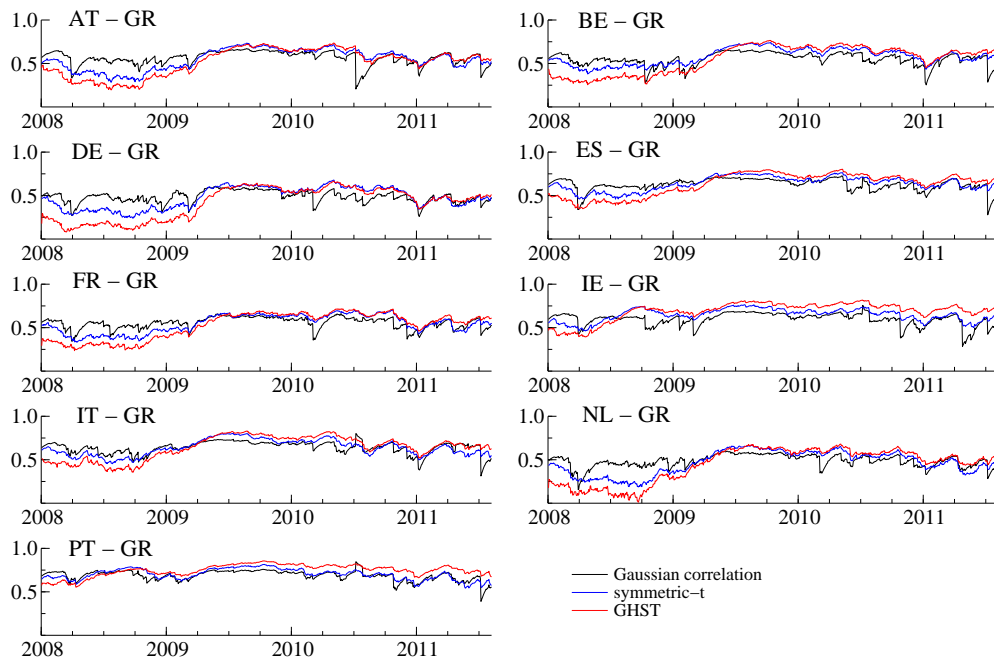 AT – GR
1.0
0.5
2008 2009 2010 2011
BE – GR
1.0
0.5
2008 2009 2010 2011
DE – GR
1.0
0.5
2008 2009 2010 2011
ES – GR
1.0
0.5
2008 2009 2010 2011
FR – GR
1.0
0.5
2008 2009 2010 2011
IE – GR
1.0
0.5
2008 2009 2010 2011
IT – GR
1.0
0.5
2008 2009 2010 2011
NL – GR
1.0
0.5
2008 2009 2010 2011
PT – GR
1.0
0.5
2008 2009 2010 2011
Gaussian correlation
symmetric–t
GHST